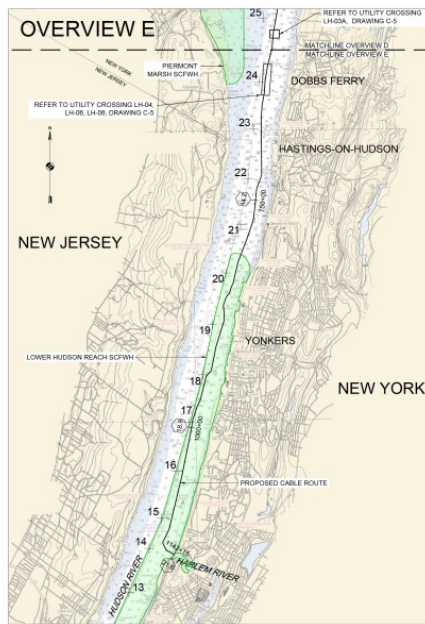 OVERVIEW E
25
REFER TO UTILITY CROSSING
LH-03A, DRAWING C-5
MATCHLINE OVERVIEW D
MATCHLINE OVERVIEW E
NEW YORK
NEW JERSEY
PIERMONT
MARSH SCFWH
24
DOBBS FERRY
REFER TO UTILITY CROSSING LH-04,
LH-06, LH-08, DRAWING C-5
23
HASTINGS-ON-HUDSON
N
22
21
NEW JERSEY
20
19
YONKERS
LOWER HUDSON REACH SCFWH
18
NEW YORK
17
1060+00
16
PROPOSED CABLE ROUTE
15
14
HARLEM RIVER
HUDSON RIVER
13